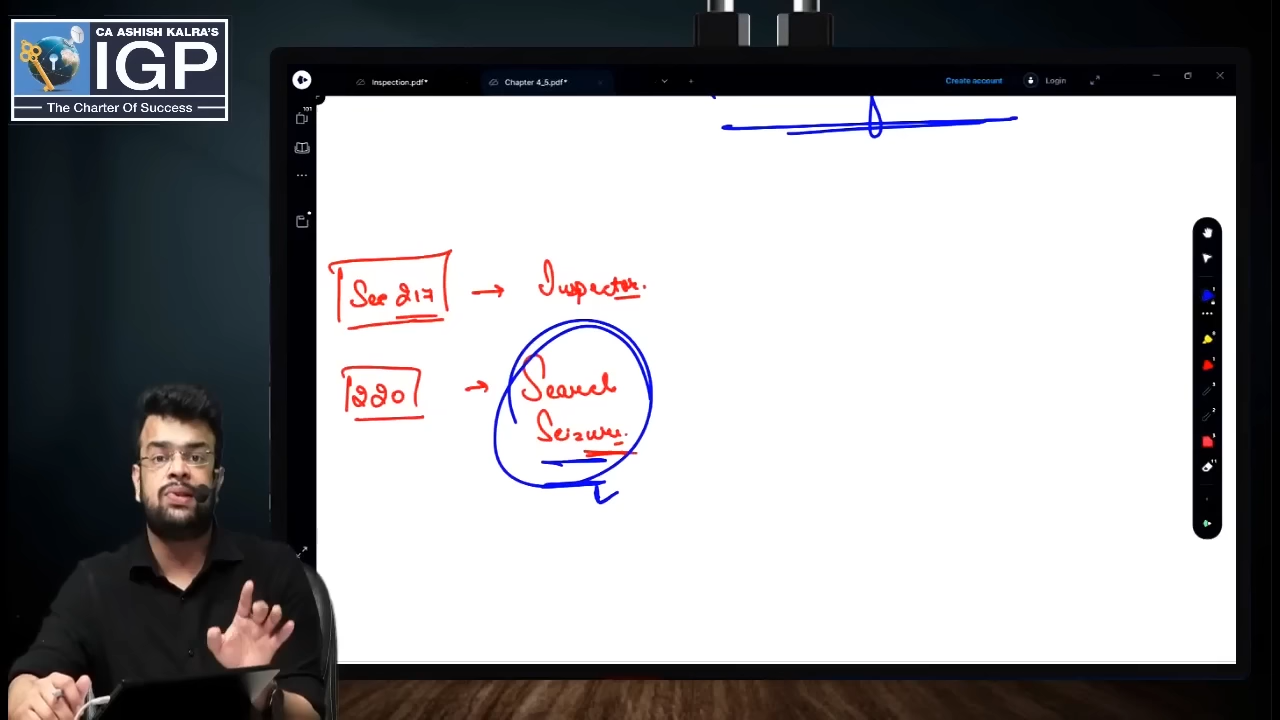 CA ASHISH KALRA'S
IGP
The Charter Of Success
Inspection.pdf*
Chapter 4_5.pdf*
Create account
Login
Sec 217 → Inspector.
220 → Search
Seizure.